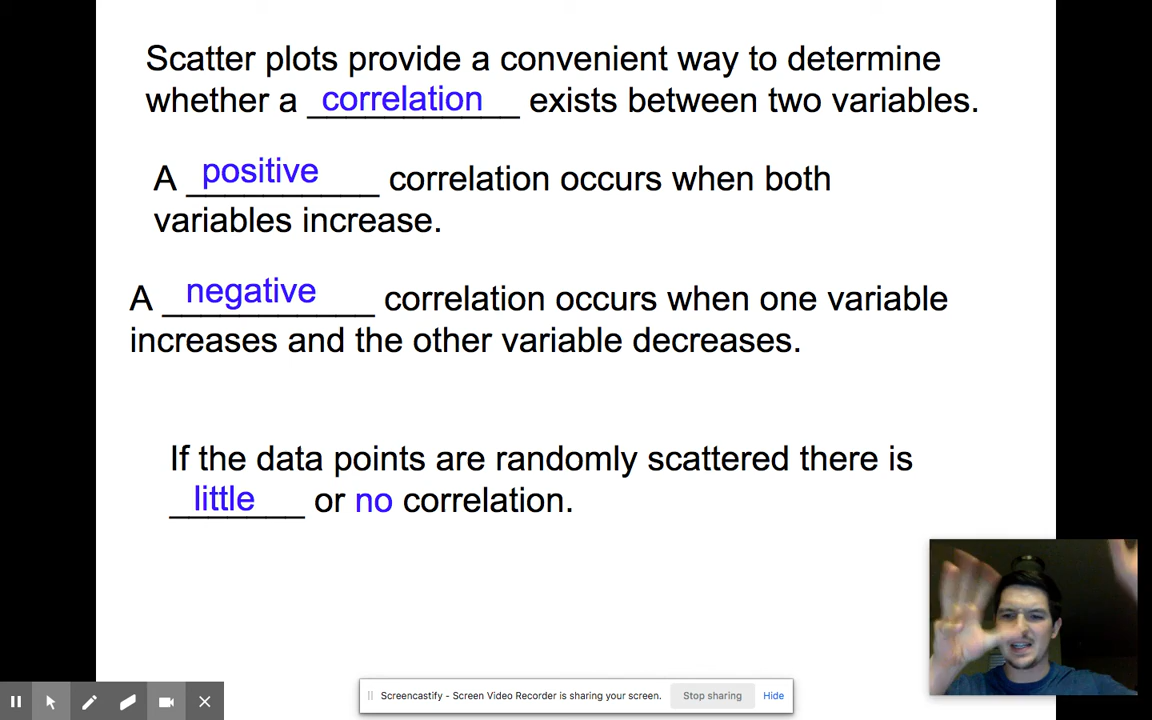 Scatter plots provide a convenient way to determine
whether a correlation exists between two variables.
A positive correlation occurs when both
variables increase.
A negative correlation occurs when one variable
increases and the other variable decreases.
If the data points are randomly scattered there is
little or no correlation.
Screencastify - Screen Video Recorder is sharing your screen. Stop sharing Hide